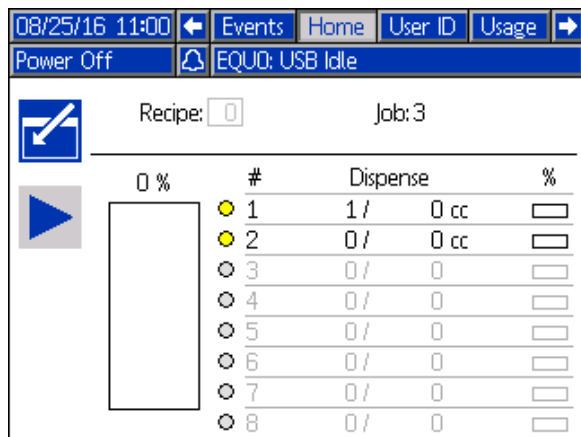 08/25/16 11:00 Events Home User ID Usage
Power Off EQU0: USB Idle
Recipe: 0 Job: 3
0 % # Dispense %
1 1 / 0 cc
2 0 / 0 cc
3 0 / 0
4 0 / 0
5 0 / 0
6 0 / 0
7 0 / 0
8 0 / 0